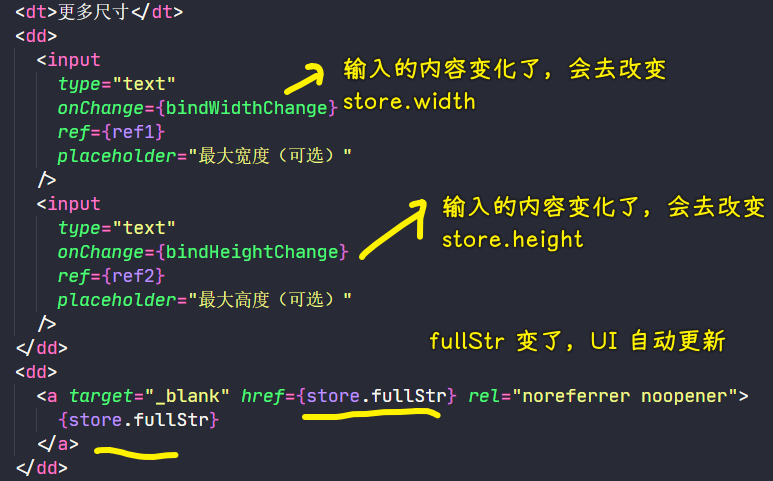 <dt>更多尺寸</dt>
<dd>
<input
type="text"
onChange={bindWidthChange}
ref={ref1}
placeholder="最大宽度（可选）"
/>
输入的内容变化了，会去改变
store.width
<input
type="text"
onChange={bindHeightChange}
ref={ref2}
placeholder="最大高度（可选）"
/>
输入的内容变化了，会去改变
store.height
</dd>
fullStr 变了，UI 自动更新
<dd>
<a target="_blank" href={store.fullStr} rel="noreferrer noopener">
{store.fullStr}
</a>
</dd>